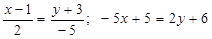 (x − 1)/2 = (y + 3)/−5; −5x + 5 = 2y + 6